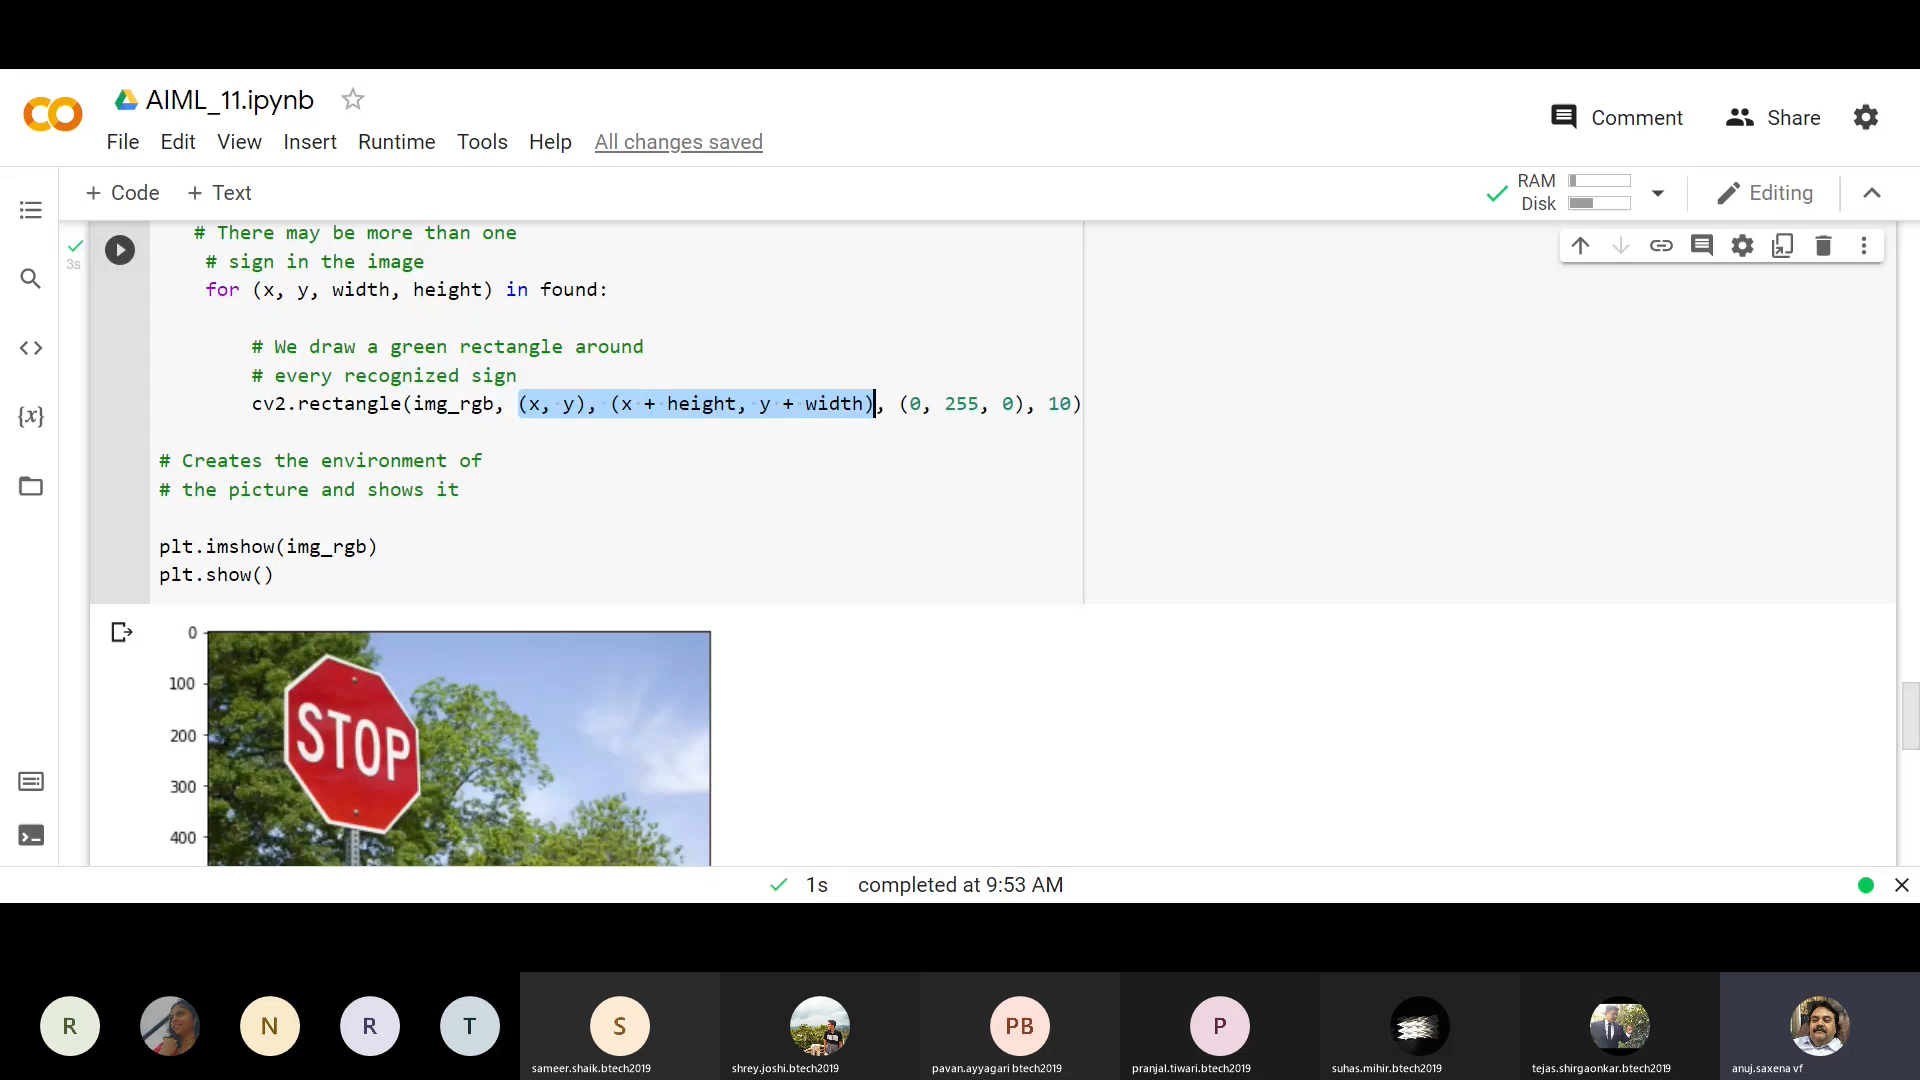 AIML_11.ipynb
Comment
Share
File Edit View Insert Runtime Tools Help All changes saved
+ Code + Text
RAM
Disk
Editing
# There may be more than one
3s
# sign in the image
for (x, y, width, height) in found:
# We draw a green rectangle around
# every recognized sign
cv2.rectangle(img_rgb, (x, y), (x + height, y + width), (0, 255, 0), 10)
# Creates the environment of
# the picture and shows it
plt.imshow(img_rgb)
plt.show()
0
100
200
300
400
STOP
1s completed at 9:53 AM
R N R T S PB P
sameer.shaik.btech2019 shrey.joshi.btech2019 pavan.ayyagari btech2019 pranjal.tiwari.btech2019 suhas.mihir.btech2019 tejas.shirgaonkar.btech2019 anuj.saxena vf